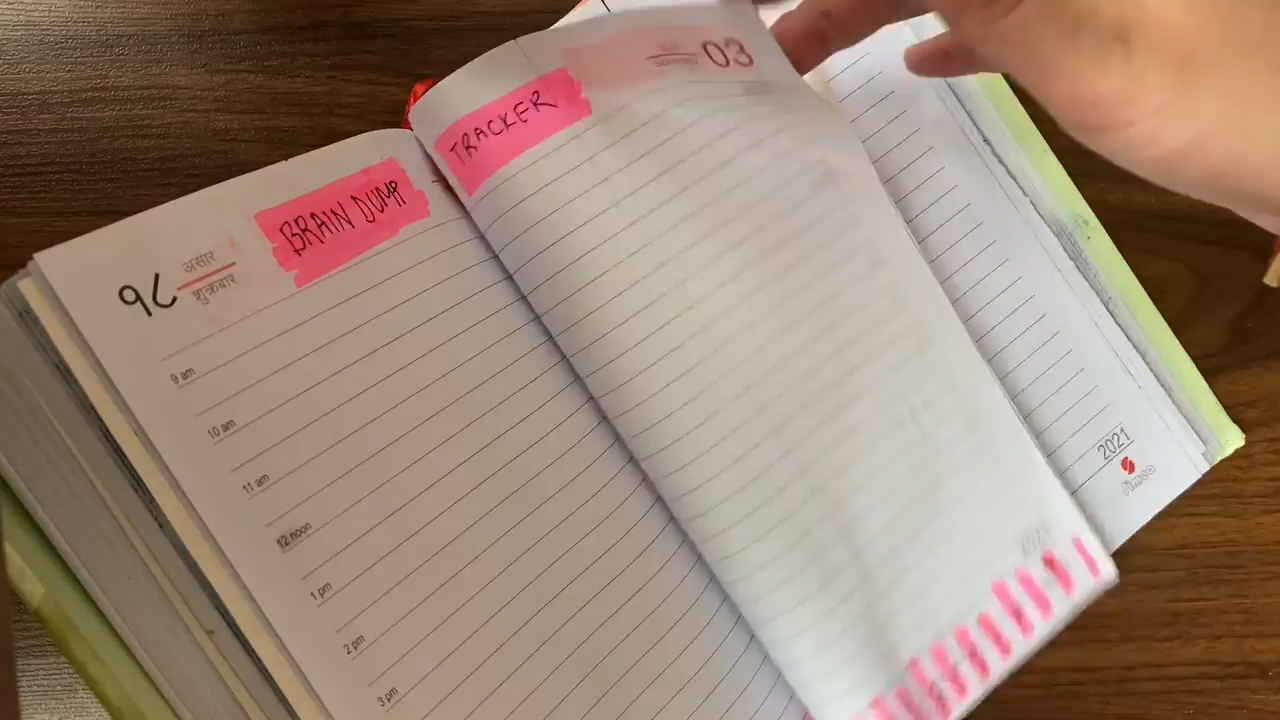 १८
असार
शुक्रबार
BRAIN DUMP
9 am
10 am
11 am
12 noon
1 pm
2 pm
3 pm
TRACKER
03
2021